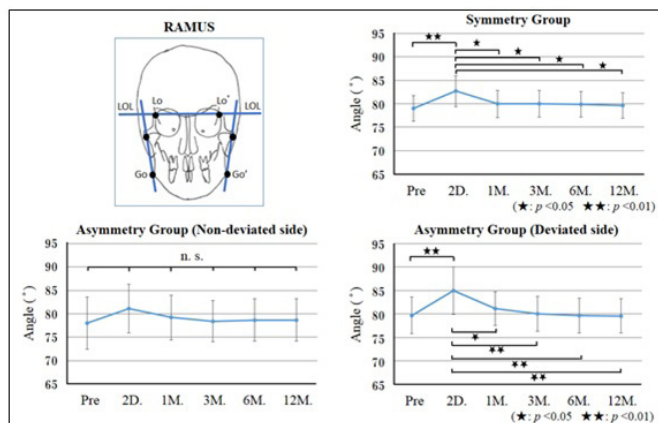 RAMUS
LOL Lo Lo' LOL
Go Go'
Symmetry Group
★★ ★ ★ ★ ★
Angle (°)
95
90
85
80
75
70
65
Pre 2D. 1M. 3M. 6M. 12M.
(★: p <0.05 ★★: p <0.01)
Asymmetry Group (Non-deviated side)
n. s.
Angle (°)
95
90
85
80
75
70
65
Pre 2D. 1M. 3M. 6M. 12M.
Asymmetry Group (Deviated side)
★★
Angle (°)
95
90
85
80
75
70
65
★
★★
★★
★★
Pre 2D. 1M. 3M. 6M. 12M.
(★: p <0.05 ★★: p <0.01)